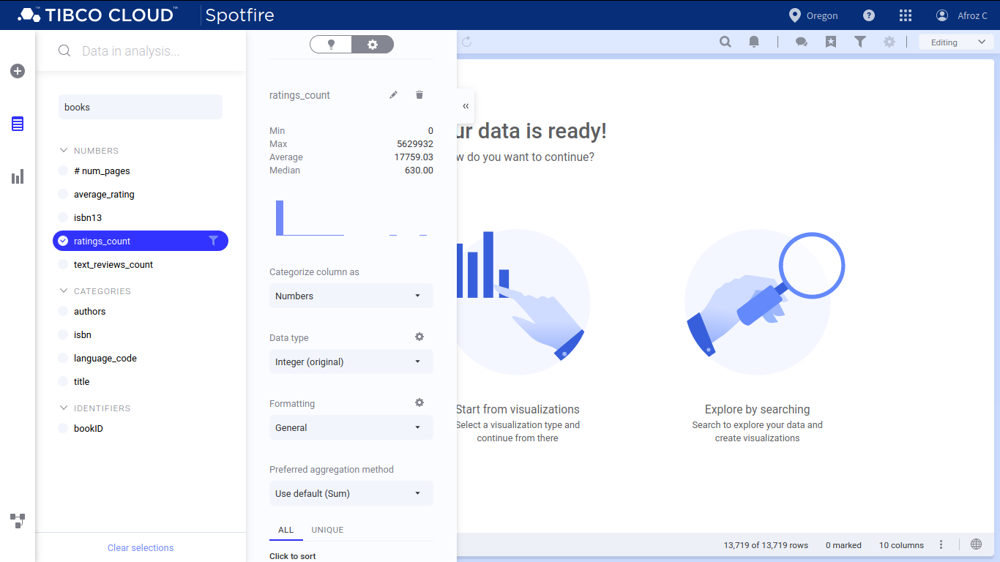 TIBCO CLOUD™ Spotfire
Oregon
?
Afroz C
Data in analysis...
Editing
books
NUMBERS
# num_pages
average_rating
isbn13
ratings_count
text_reviews_count
CATEGORIES
authors
isbn
language_code
title
IDENTIFIERS
bookID
Clear selections
ratings_count
Min 0
Max 5629932
Average 17759.03
Median 630.00
Categorize column as
Numbers
Data type
Integer (original)
Formatting
General
Preferred aggregation method
Use default (Sum)
ALL UNIQUE
Click to sort
ur data is ready!
w do you want to continue?
Start from visualizations
Select a visualization type and
continue from there
Explore by searching
Search to explore your data and
create visualizations
13,719 of 13,719 rows 0 marked 10 columns